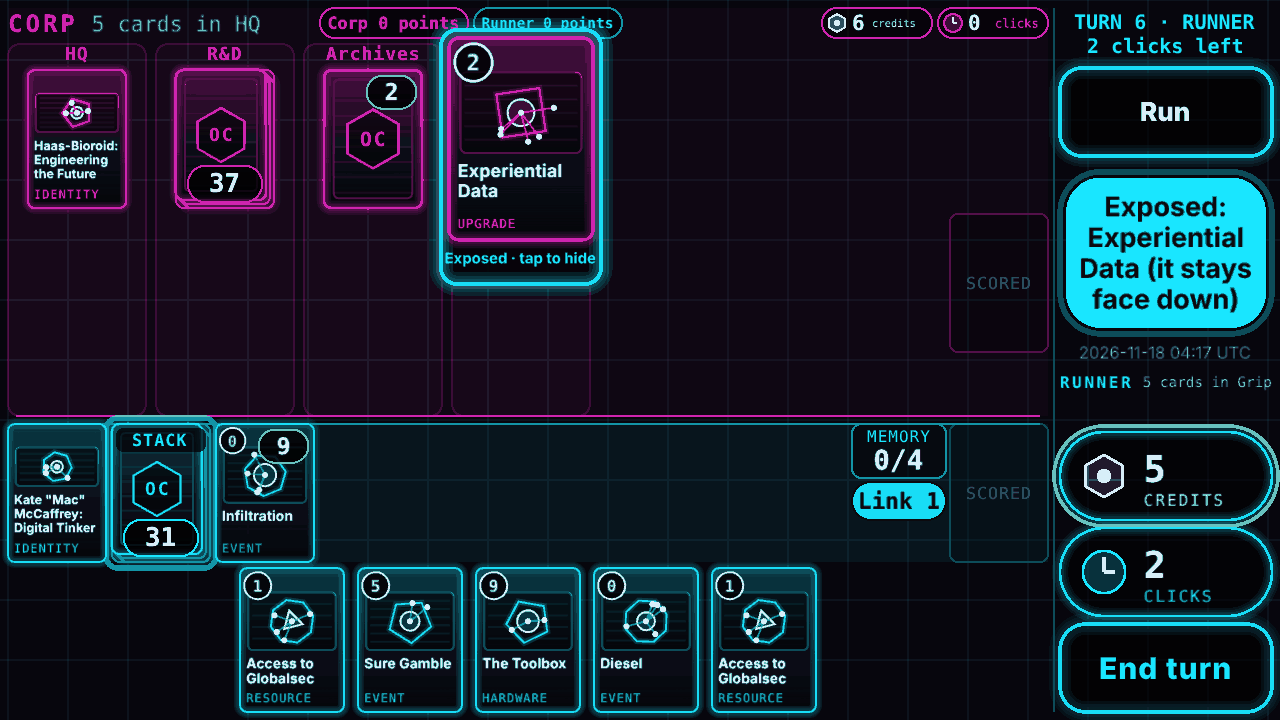 CORP 5 cards in HQ
Corp 0 points
Runner 0 points
6 credits
0 clicks
TURN 6 · RUNNER
2 clicks left
HQ
R&D
Archives
Haas-Bioroid:
Engineering
the Future
IDENTITY
OC
37
2
OC
2
Experiential
Data
UPGRADE
Exposed · tap to hide
SCORED
Run
Exposed:
Experiential
Data (it stays
face down)
2026-11-18 04:17 UTC
RUNNER 5 cards in Grip
Kate "Mac"
McCaffrey:
Digital Tinker
IDENTITY
STACK
OC
31
0
9
Infiltration
EVENT
MEMORY
0/4
Link 1
SCORED
5
CREDITS
2
CLICKS
End turn
1
Access to
Globalsec
RESOURCE
5
Sure Gamble
EVENT
9
The Toolbox
HARDWARE
0
Diesel
EVENT
1
Access to
Globalsec
RESOURCE